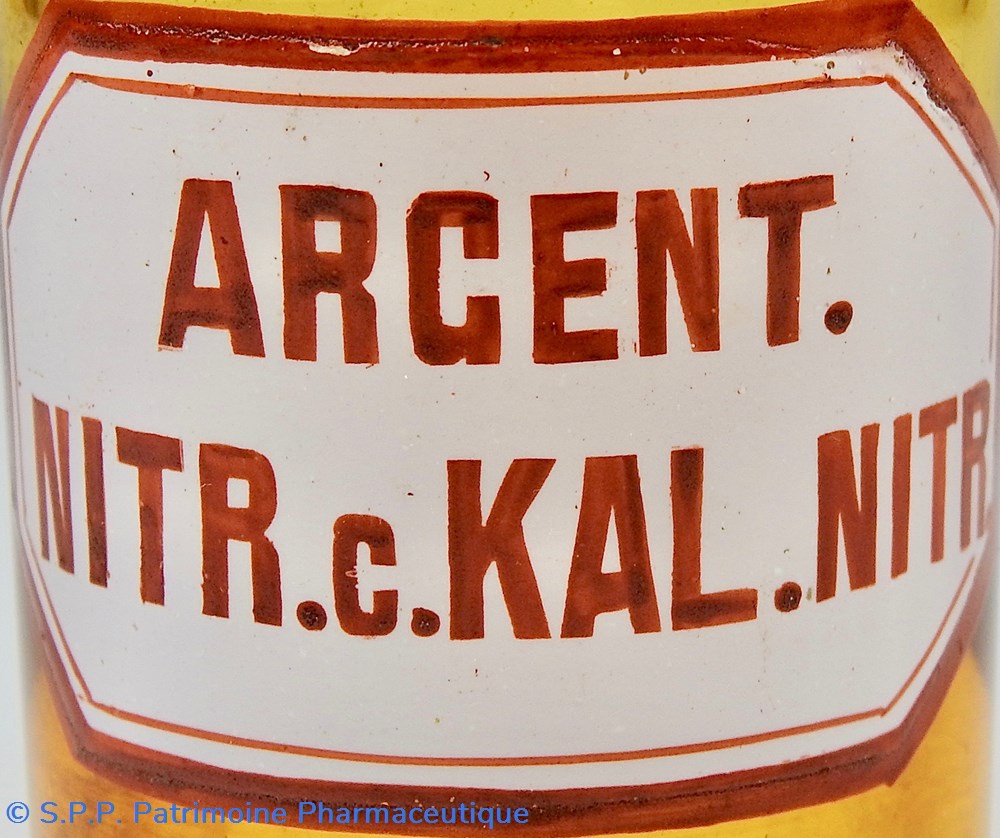 ARGENT.
NITR.c.KAL.NITR
© S.P.P. Patrimoine Pharmaceutique